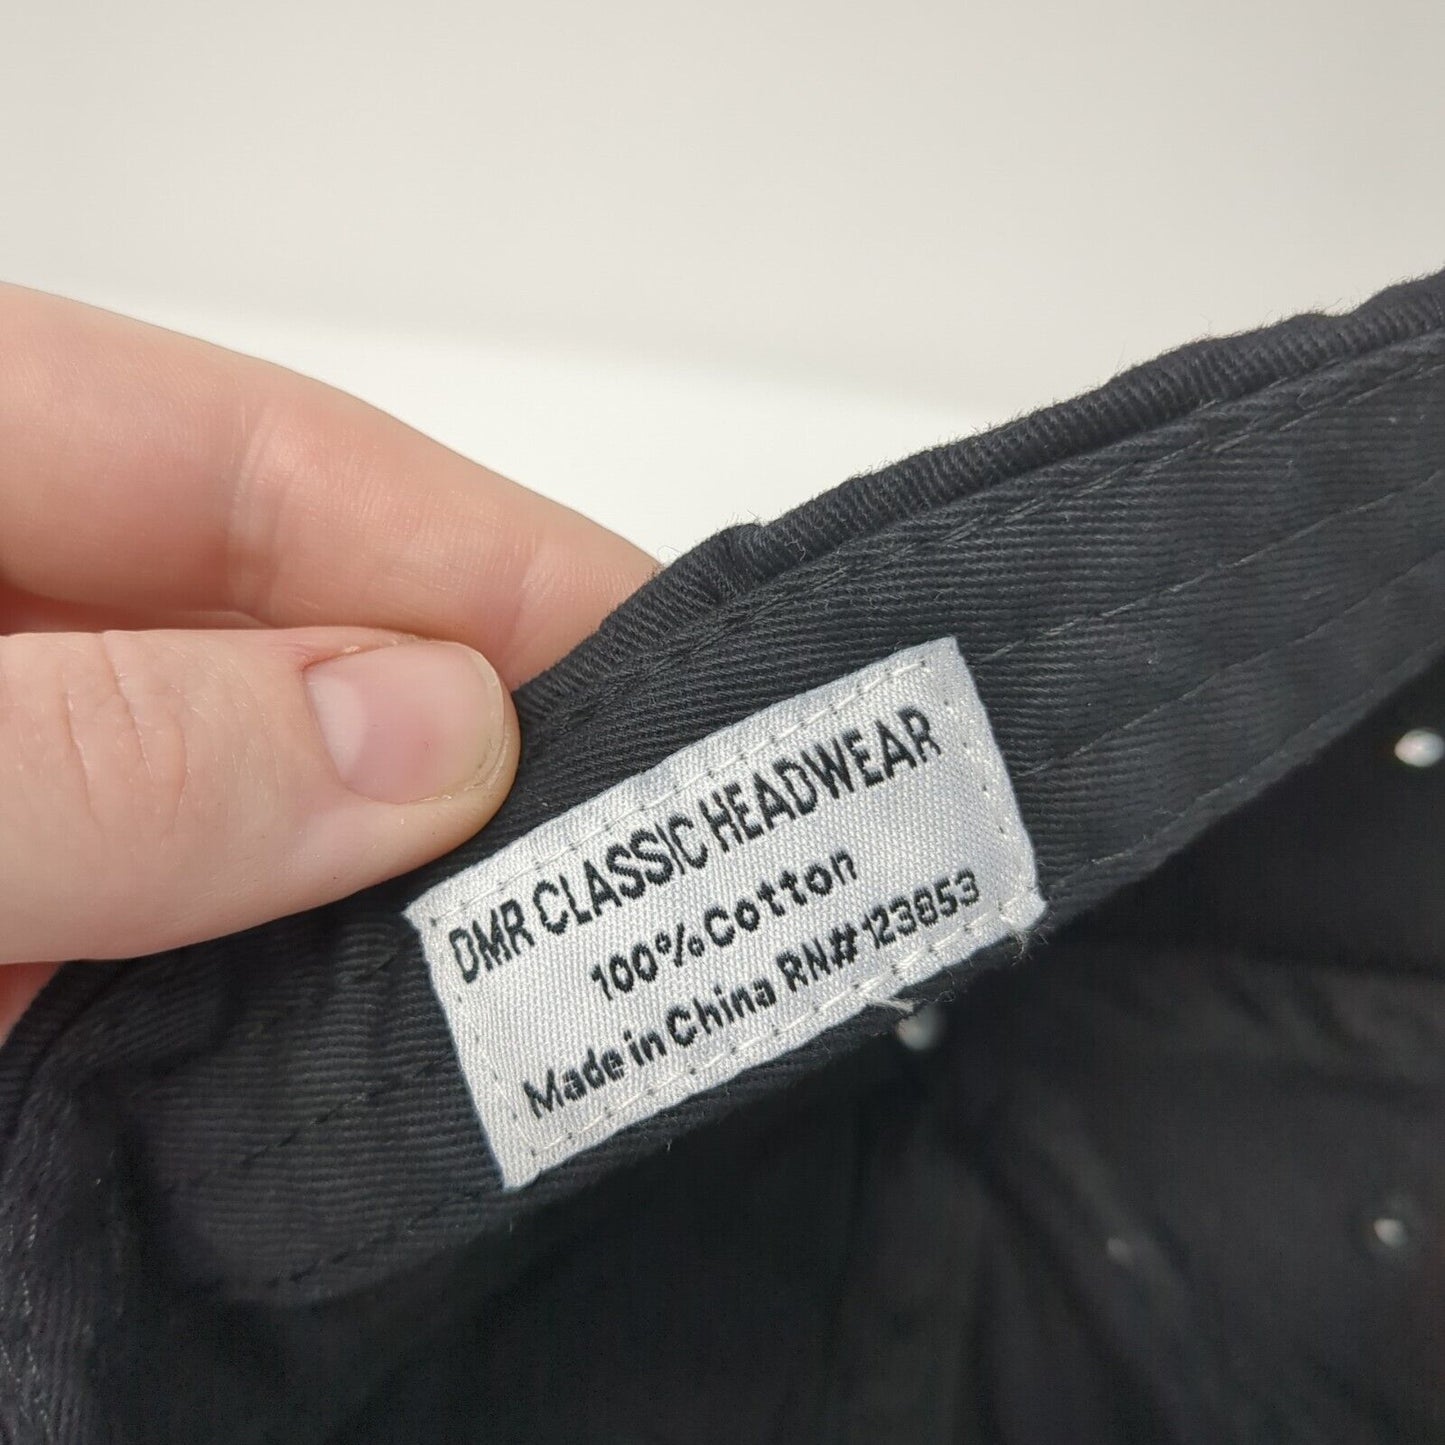 DMR CLASSIC HEADWEAR
100% Cotton
Made in China RN# 123853